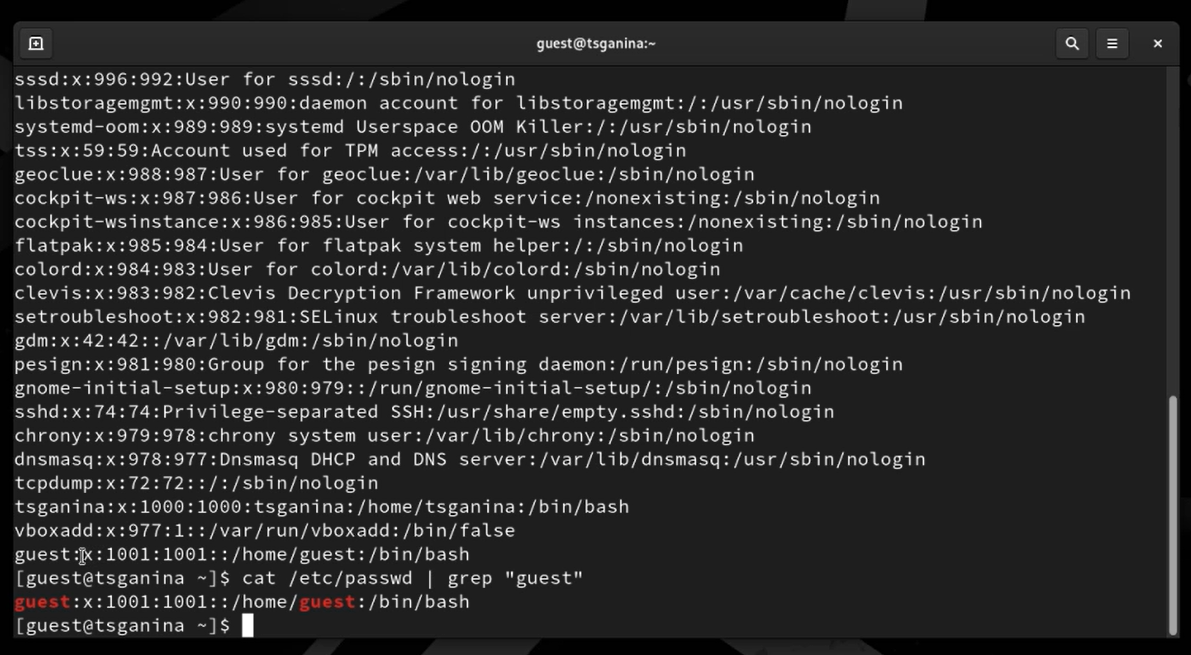 guest@tsganina:~
sssd:x:996:992:User for sssd:/:/sbin/nologin
libstoragemgmt:x:990:990:daemon account for libstoragemgmt:/:/usr/sbin/nologin
systemd-oom:x:989:989:systemd Userspace OOM Killer:/:/usr/sbin/nologin
tss:x:59:59:Account used for TPM access:/:/usr/sbin/nologin
geoclue:x:988:987:User for geoclue:/var/lib/geoclue:/sbin/nologin
cockpit-ws:x:987:986:User for cockpit web service:/nonexisting:/sbin/nologin
cockpit-wsinstance:x:986:985:User for cockpit-ws instances:/nonexisting:/sbin/nologin
flatpak:x:985:984:User for flatpak system helper:/:/sbin/nologin
colord:x:984:983:User for colord:/var/lib/colord:/sbin/nologin
clevis:x:983:982:Clevis Decryption Framework unprivileged user:/var/cache/clevis:/usr/sbin/nologin
setroubleshoot:x:982:981:SELinux troubleshoot server:/var/lib/setroubleshoot:/usr/sbin/nologin
gdm:x:42:42::/var/lib/gdm:/sbin/nologin
pesign:x:981:980:Group for the pesign signing daemon:/run/pesign:/sbin/nologin
gnome-initial-setup:x:980:979::/run/gnome-initial-setup/:/sbin/nologin
sshd:x:74:74:Privilege-separated SSH:/usr/share/empty.sshd:/sbin/nologin
chrony:x:979:978:chrony system user:/var/lib/chrony:/sbin/nologin
dnsmasq:x:978:977:Dnsmasq DHCP and DNS server:/var/lib/dnsmasq:/usr/sbin/nologin
tcpdump:x:72:72::/:/sbin/nologin
tsganina:x:1000:1000:tsganina:/home/tsganina:/bin/bash
vboxadd:x:977:1::/var/run/vboxadd:/bin/false
guest:x:1001:1001::/home/guest:/bin/bash
[guest@tsganina ~]$ cat /etc/passwd | grep "guest"
guest:x:1001:1001::/home/guest:/bin/bash
[guest@tsganina ~]$